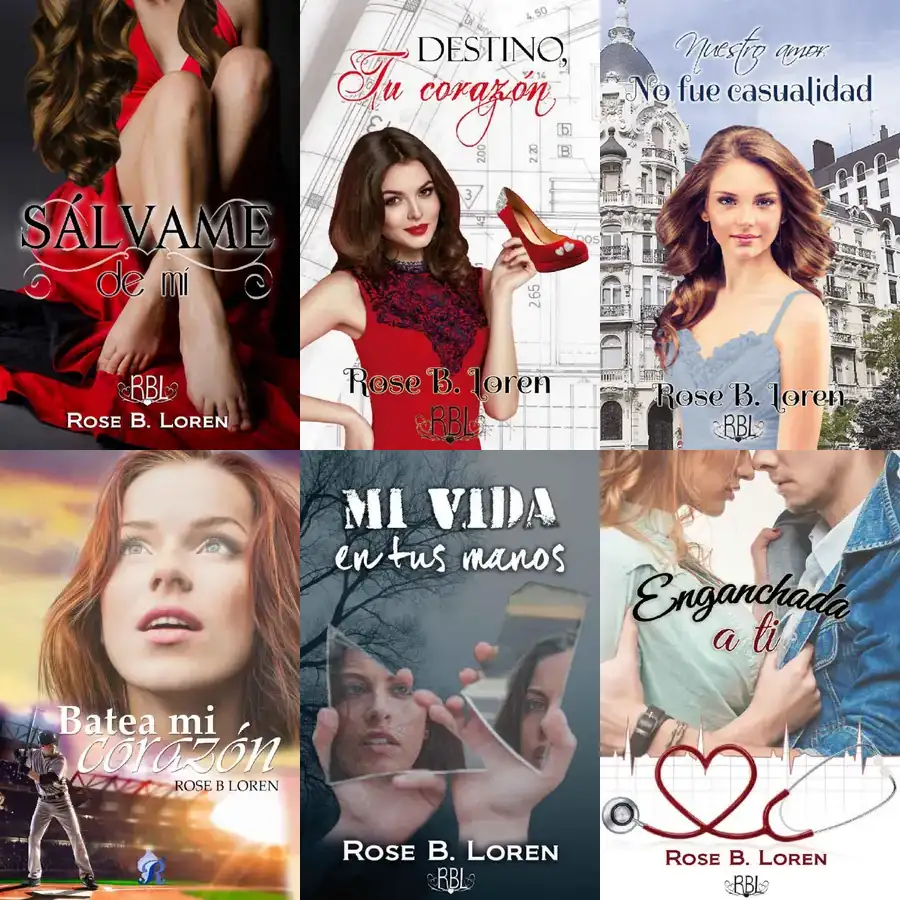 SÁLVAME
de mí
RBL
ROSE B. LOREN
DESTINO,
Tu corazón
Rose B. Loren
RBL
Nuestro amor
No fue casualidad
Rose B. Loren
RBL
Batea mi
corazón
ROSE B LOREN
MI VIDA
en tus manos
ROSE B. LOREN
RBL
Enganchada
a ti
ROSE B. LOREN
RBL